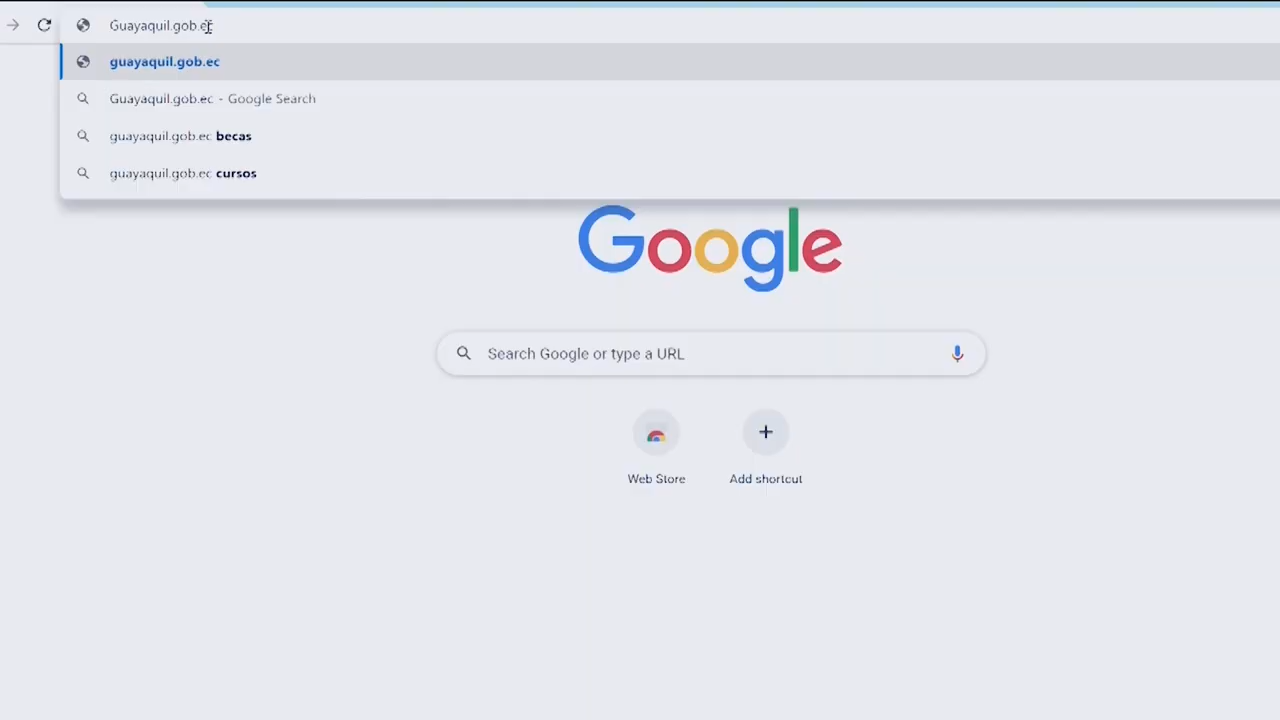 Guayaquil.gob.ec
guayaquil.gob.ec
Guayaquil.gob.ec - Google Search
guayaquil.gob.ec becas
guayaquil.gob.ec cursos
Google
Search Google or type a URL
Web Store
Add shortcut